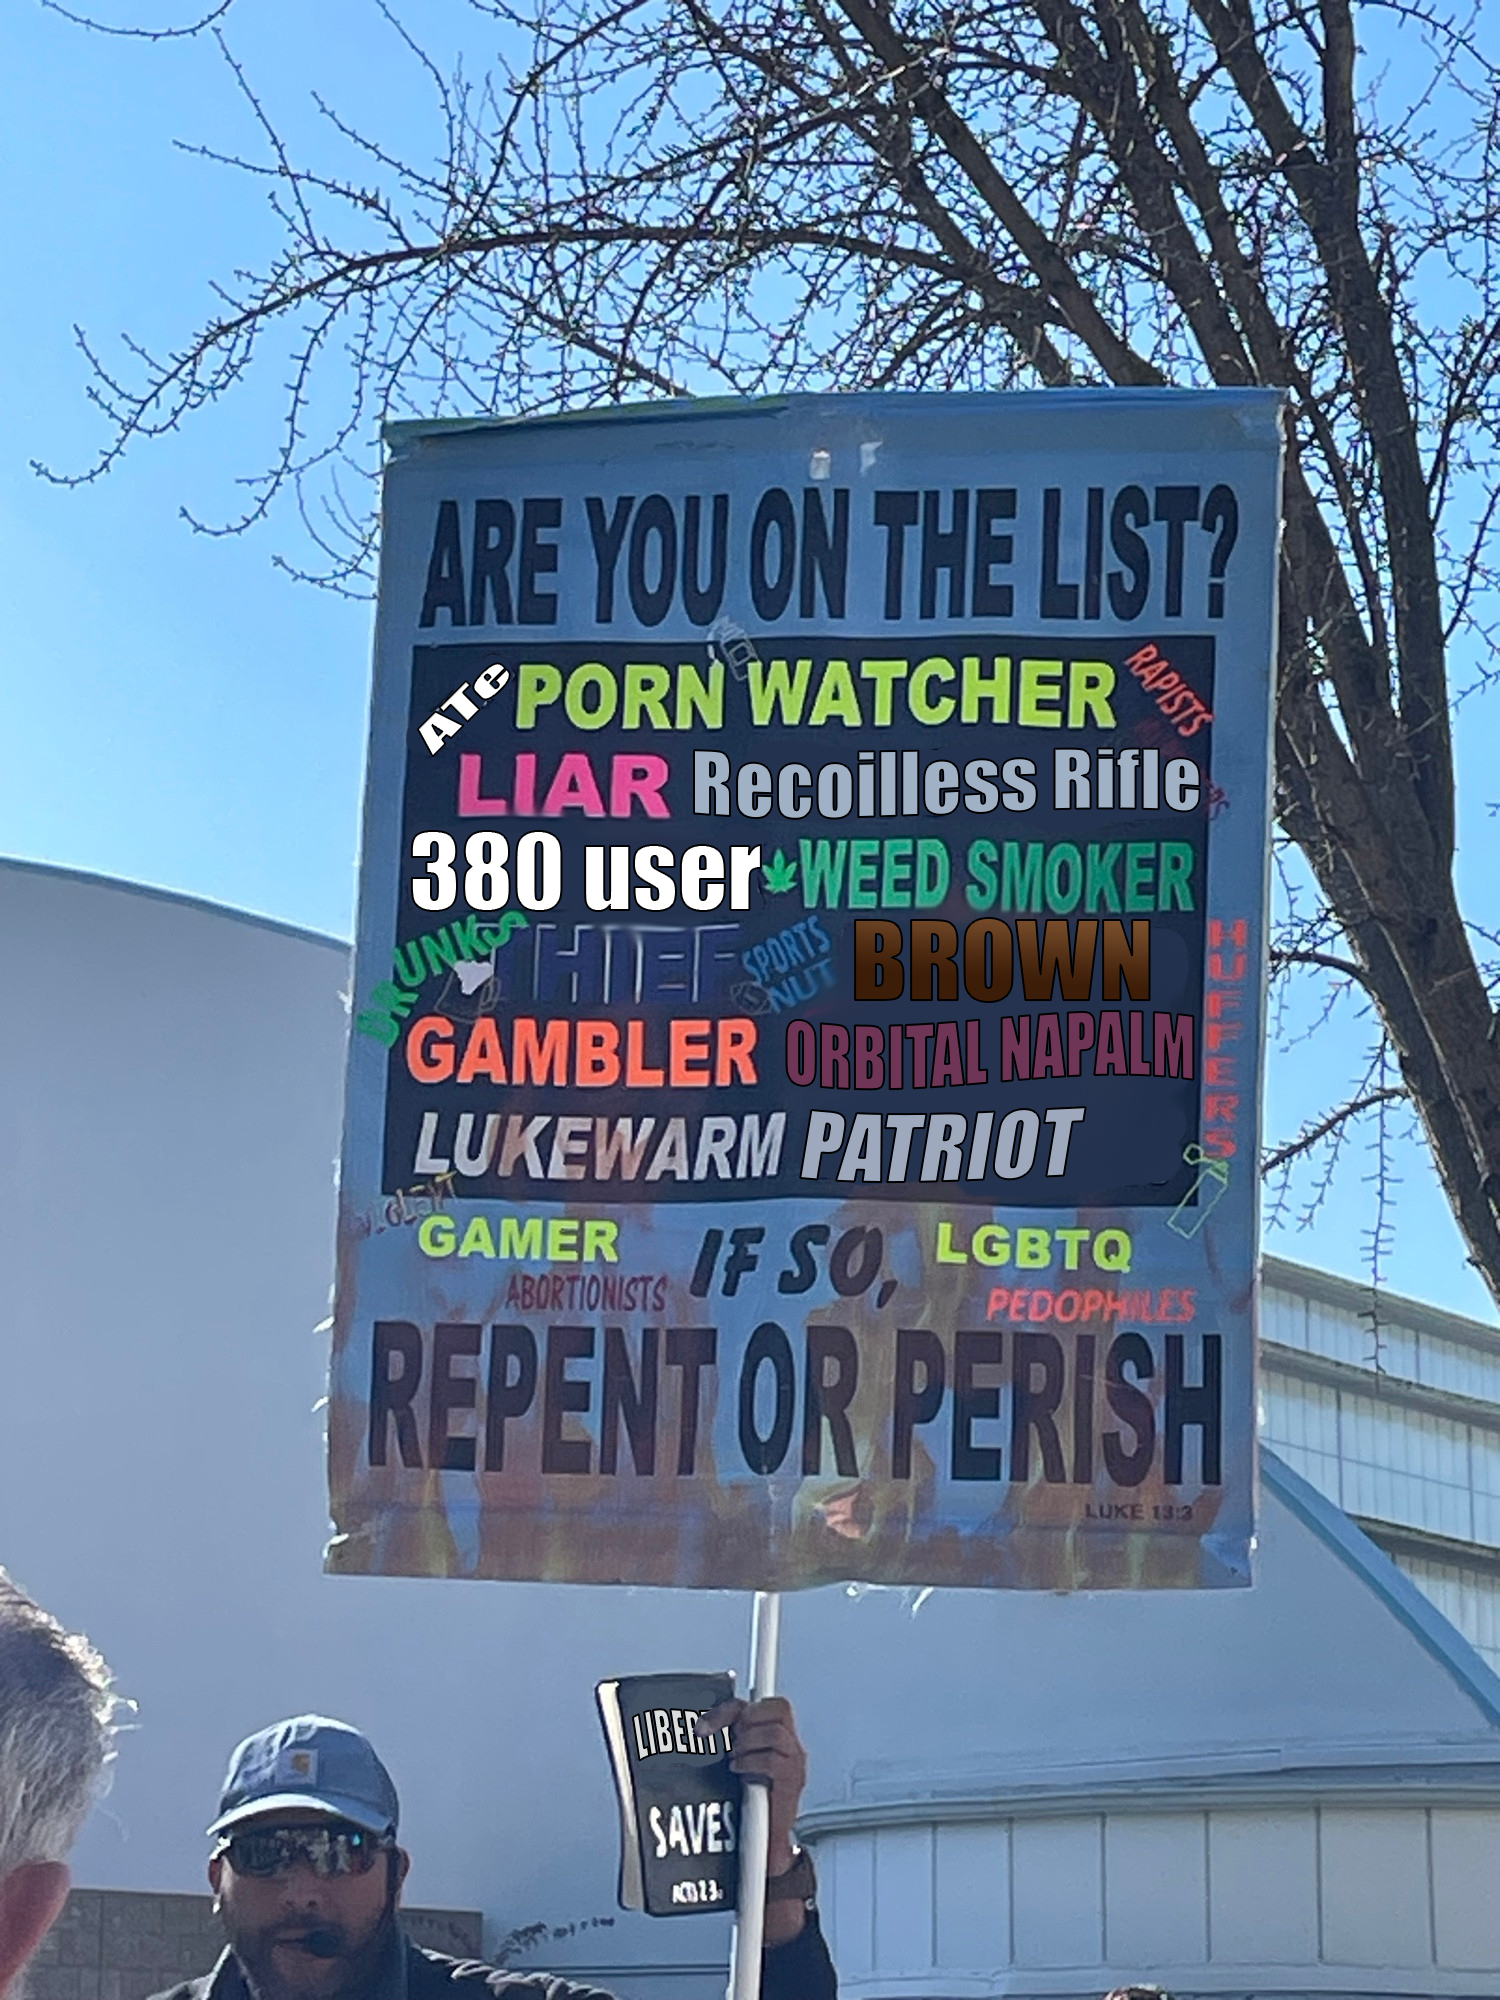 ARE YOU ON THE LIST?
ATe PORN WATCHER RAPISTS
LIAR Recoilless Rifle
380 user WEED SMOKER
DRUNKS THIEF SPORTS NUT BROWN
HUFFERS
GAMBLER ORBITAL NAPALM
LUKEWARM PATRIOT
GAMER IF SO, LGBTQ
ABORTIONISTS PEDOPHILES
REPENT OR PERISH
LUKE 13:3
LIBERTY
SAVES